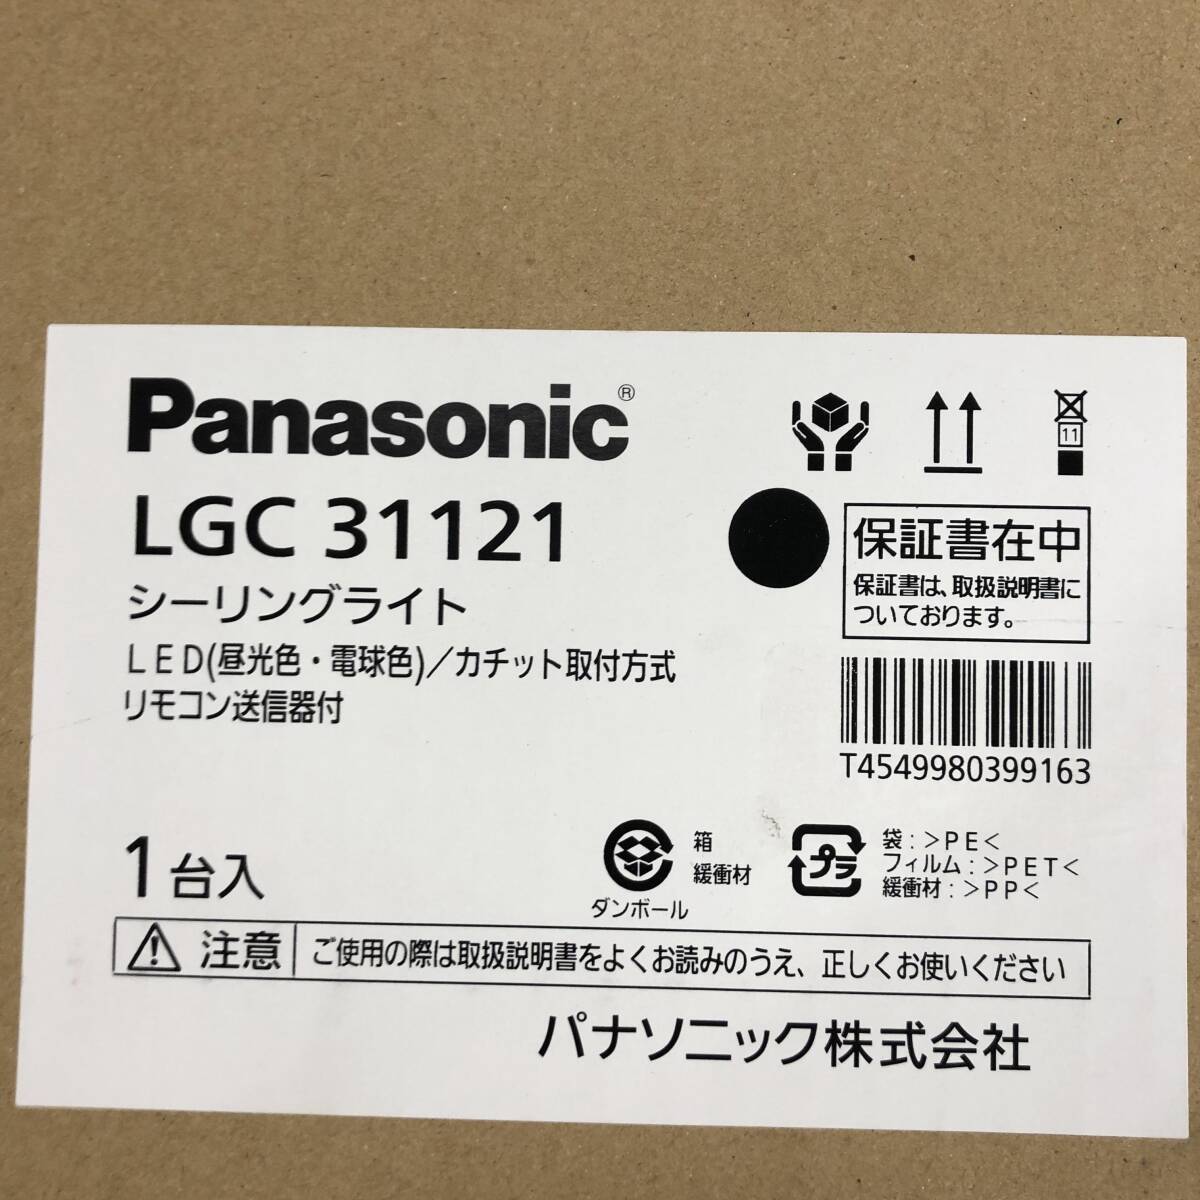 Panasonic®
LGC 31121
シーリングライト
LED(昼光色・電球色)/カチット取付方式
リモコン送信器付
11
保証書在中
保証書は、取扱説明書に
ついております。
T4549980399163
1台入
箱
緩衝材
ダンボール
プラ
袋:>PE<
フィルム:>PET<
緩衝材:>PP<
注意 ご使用の際は取扱説明書をよくお読みのうえ、正しくお使いください
パナソニック株式会社